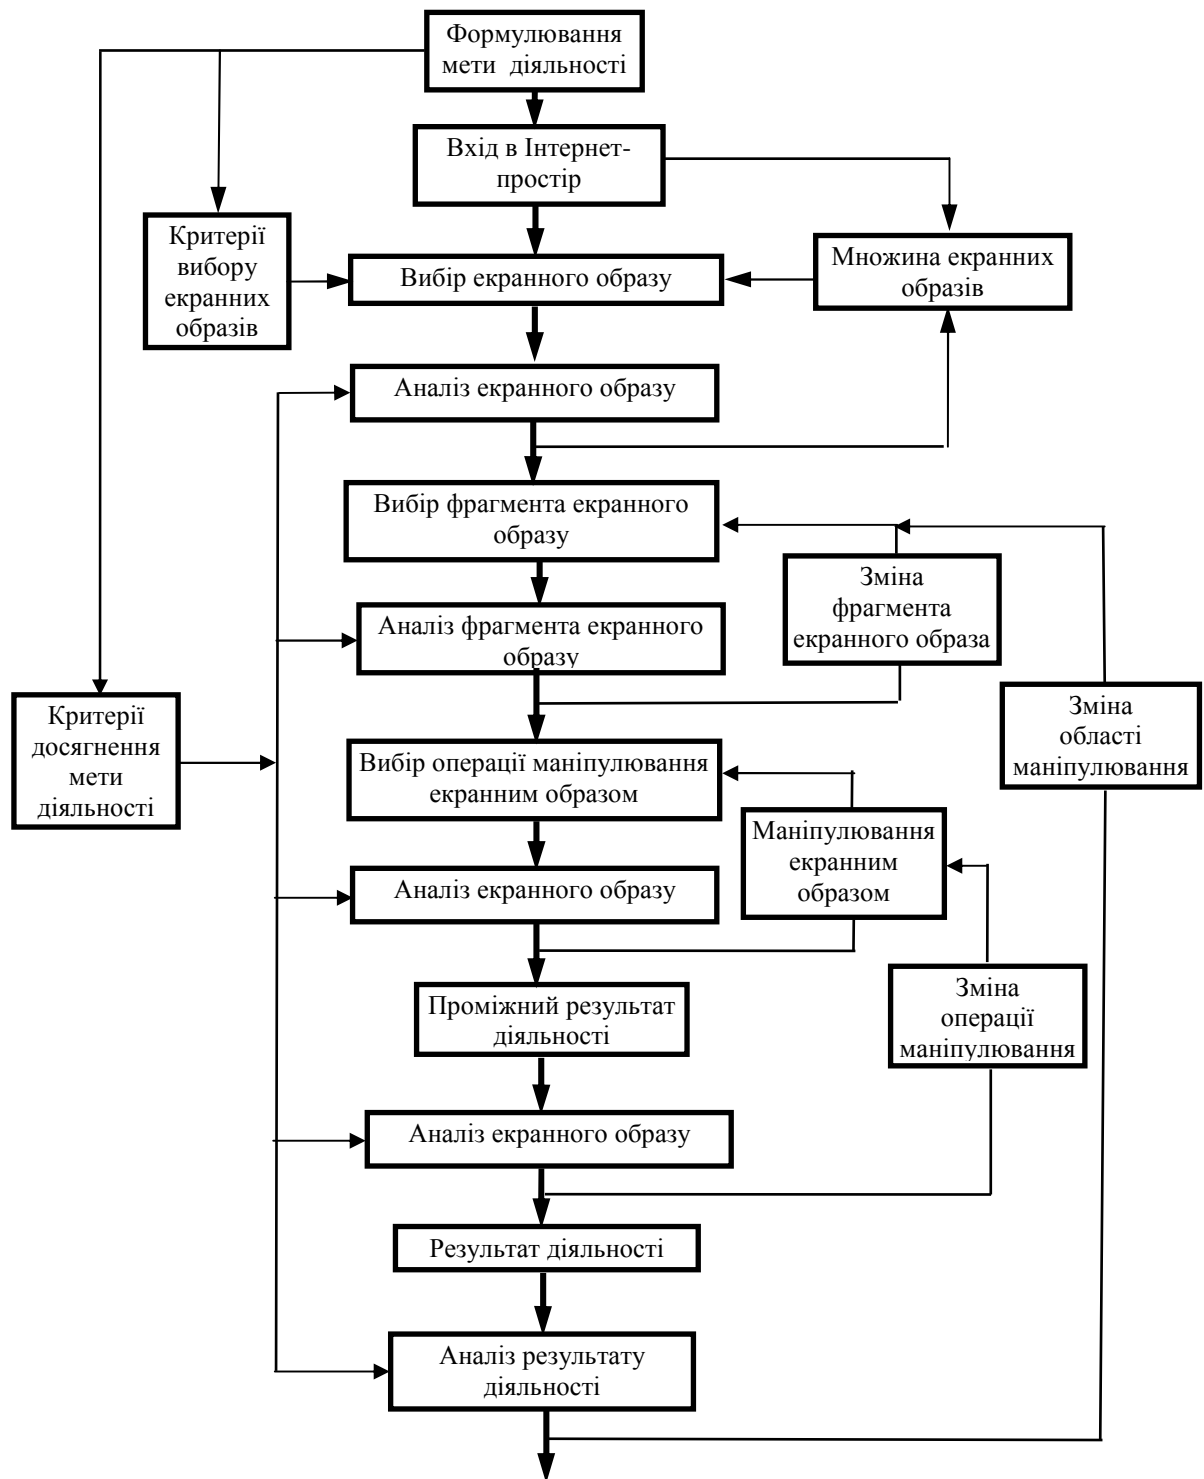 Формулювання
мети діяльності
Вхід в Інтернет-
простір
Критерії
вибору
екранних
образів
Вибір екранного образу
Множина екранних
образів
Аналіз екранного образу
Вибір фрагмента екранного
образу
Зміна
фрагмента
екранного образа
Аналіз фрагмента екранного
образу
Критерії
досягнення
мети
діяльності
Зміна
області
маніпулювання
Вибір операції маніпулювання
екранним образом
Маніпулювання
екранним
образом
Аналіз екранного образу
Проміжний результат
діяльності
Зміна
операції
маніпулювання
Аналіз екранного образу
Результат діяльності
Аналіз результату
діяльності